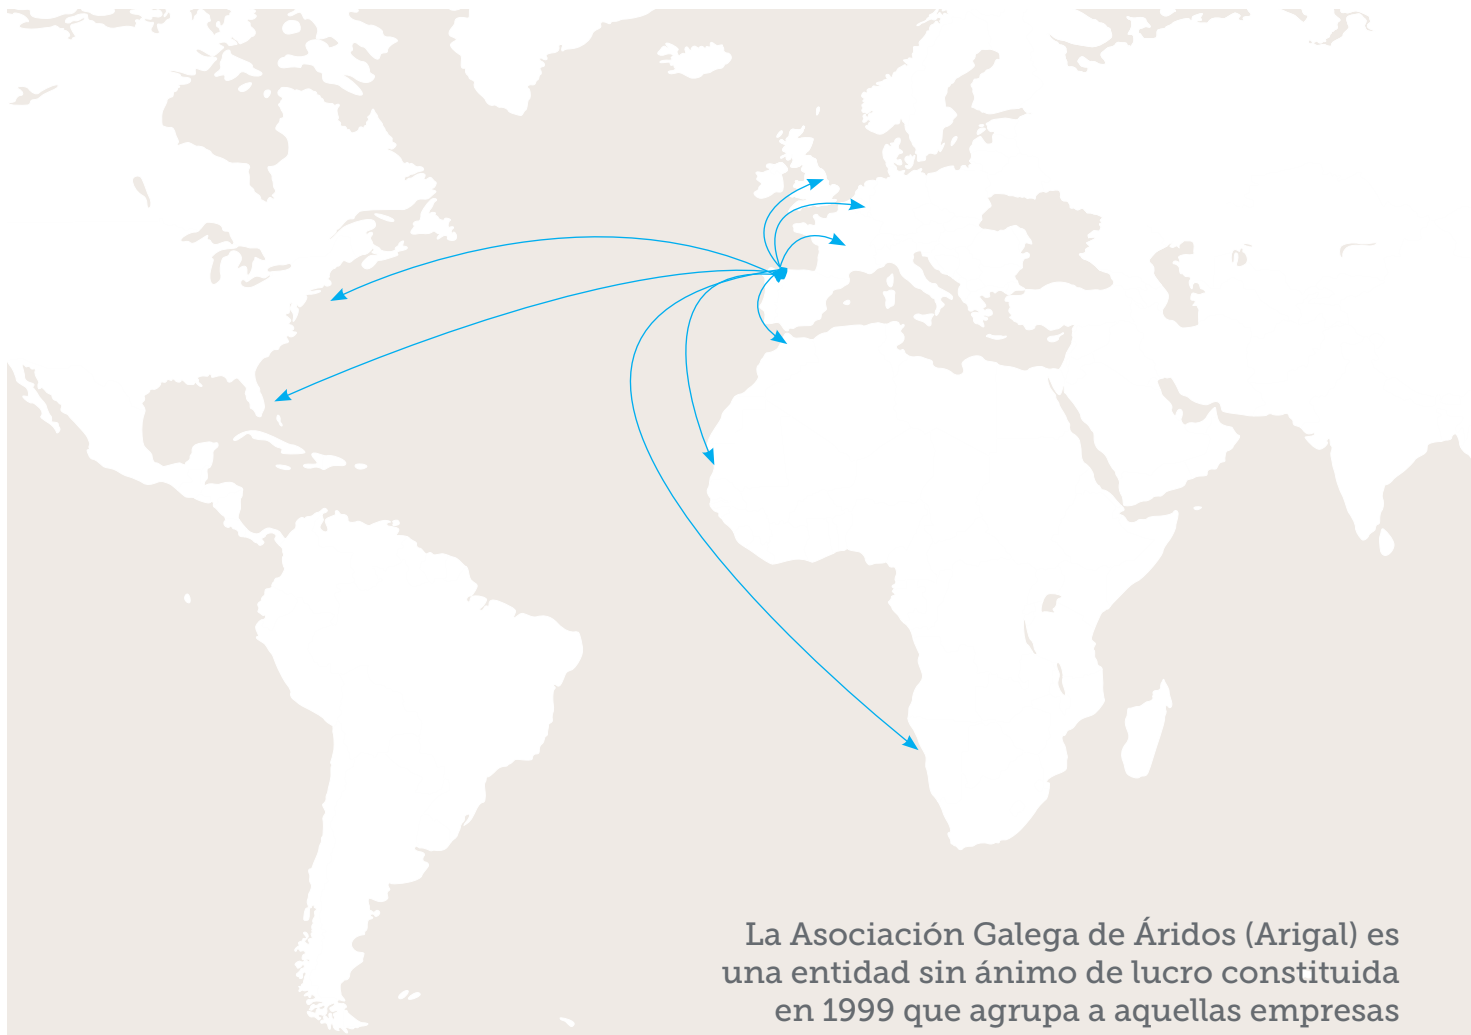 La Asociación Galega de Áridos (Arigal) es
una entidad sin ánimo de lucro constituida
en 1999 que agrupa a aquellas empresas